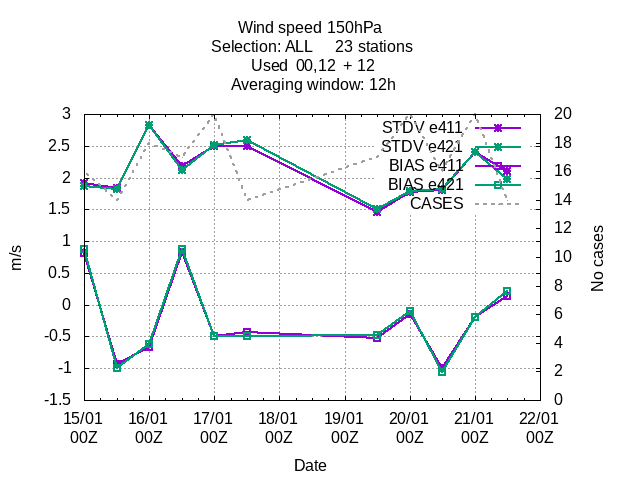 Wind speed 150hPa
Selection: ALL 23 stations
Used 00,12 + 12
Averaging window: 12h
3
2.5
2
1.5
1
0.5
0
-0.5
-1
-1.5
m/s
20
18
16
14
12
10
8
6
4
2
0
No cases
STDV e411
STDV e421
BIAS e411
BIAS e421
CASES
15/01 16/01 17/01 18/01 19/01 20/01 21/01 22/01
00Z 00Z 00Z 00Z 00Z 00Z 00Z 00Z
Date